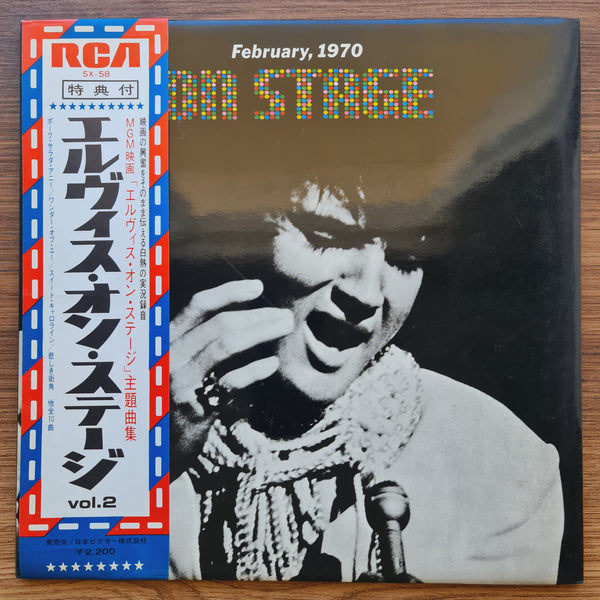 February, 1970
ON STAGE
RCA
SX-58
特典付
映画の興奮をそのまま伝える白熱の実況録音
MGM映画「エルヴィス・オン・ステージ」主題曲集
エルヴィス・オン・ステージ
vol.2
ポーク・サラダ・アニー/ワンダー・オブ・ユー/スイート・キャロライン/悲しき街角 他全10曲
発売元/日本ビクター株式会社
¥2,200